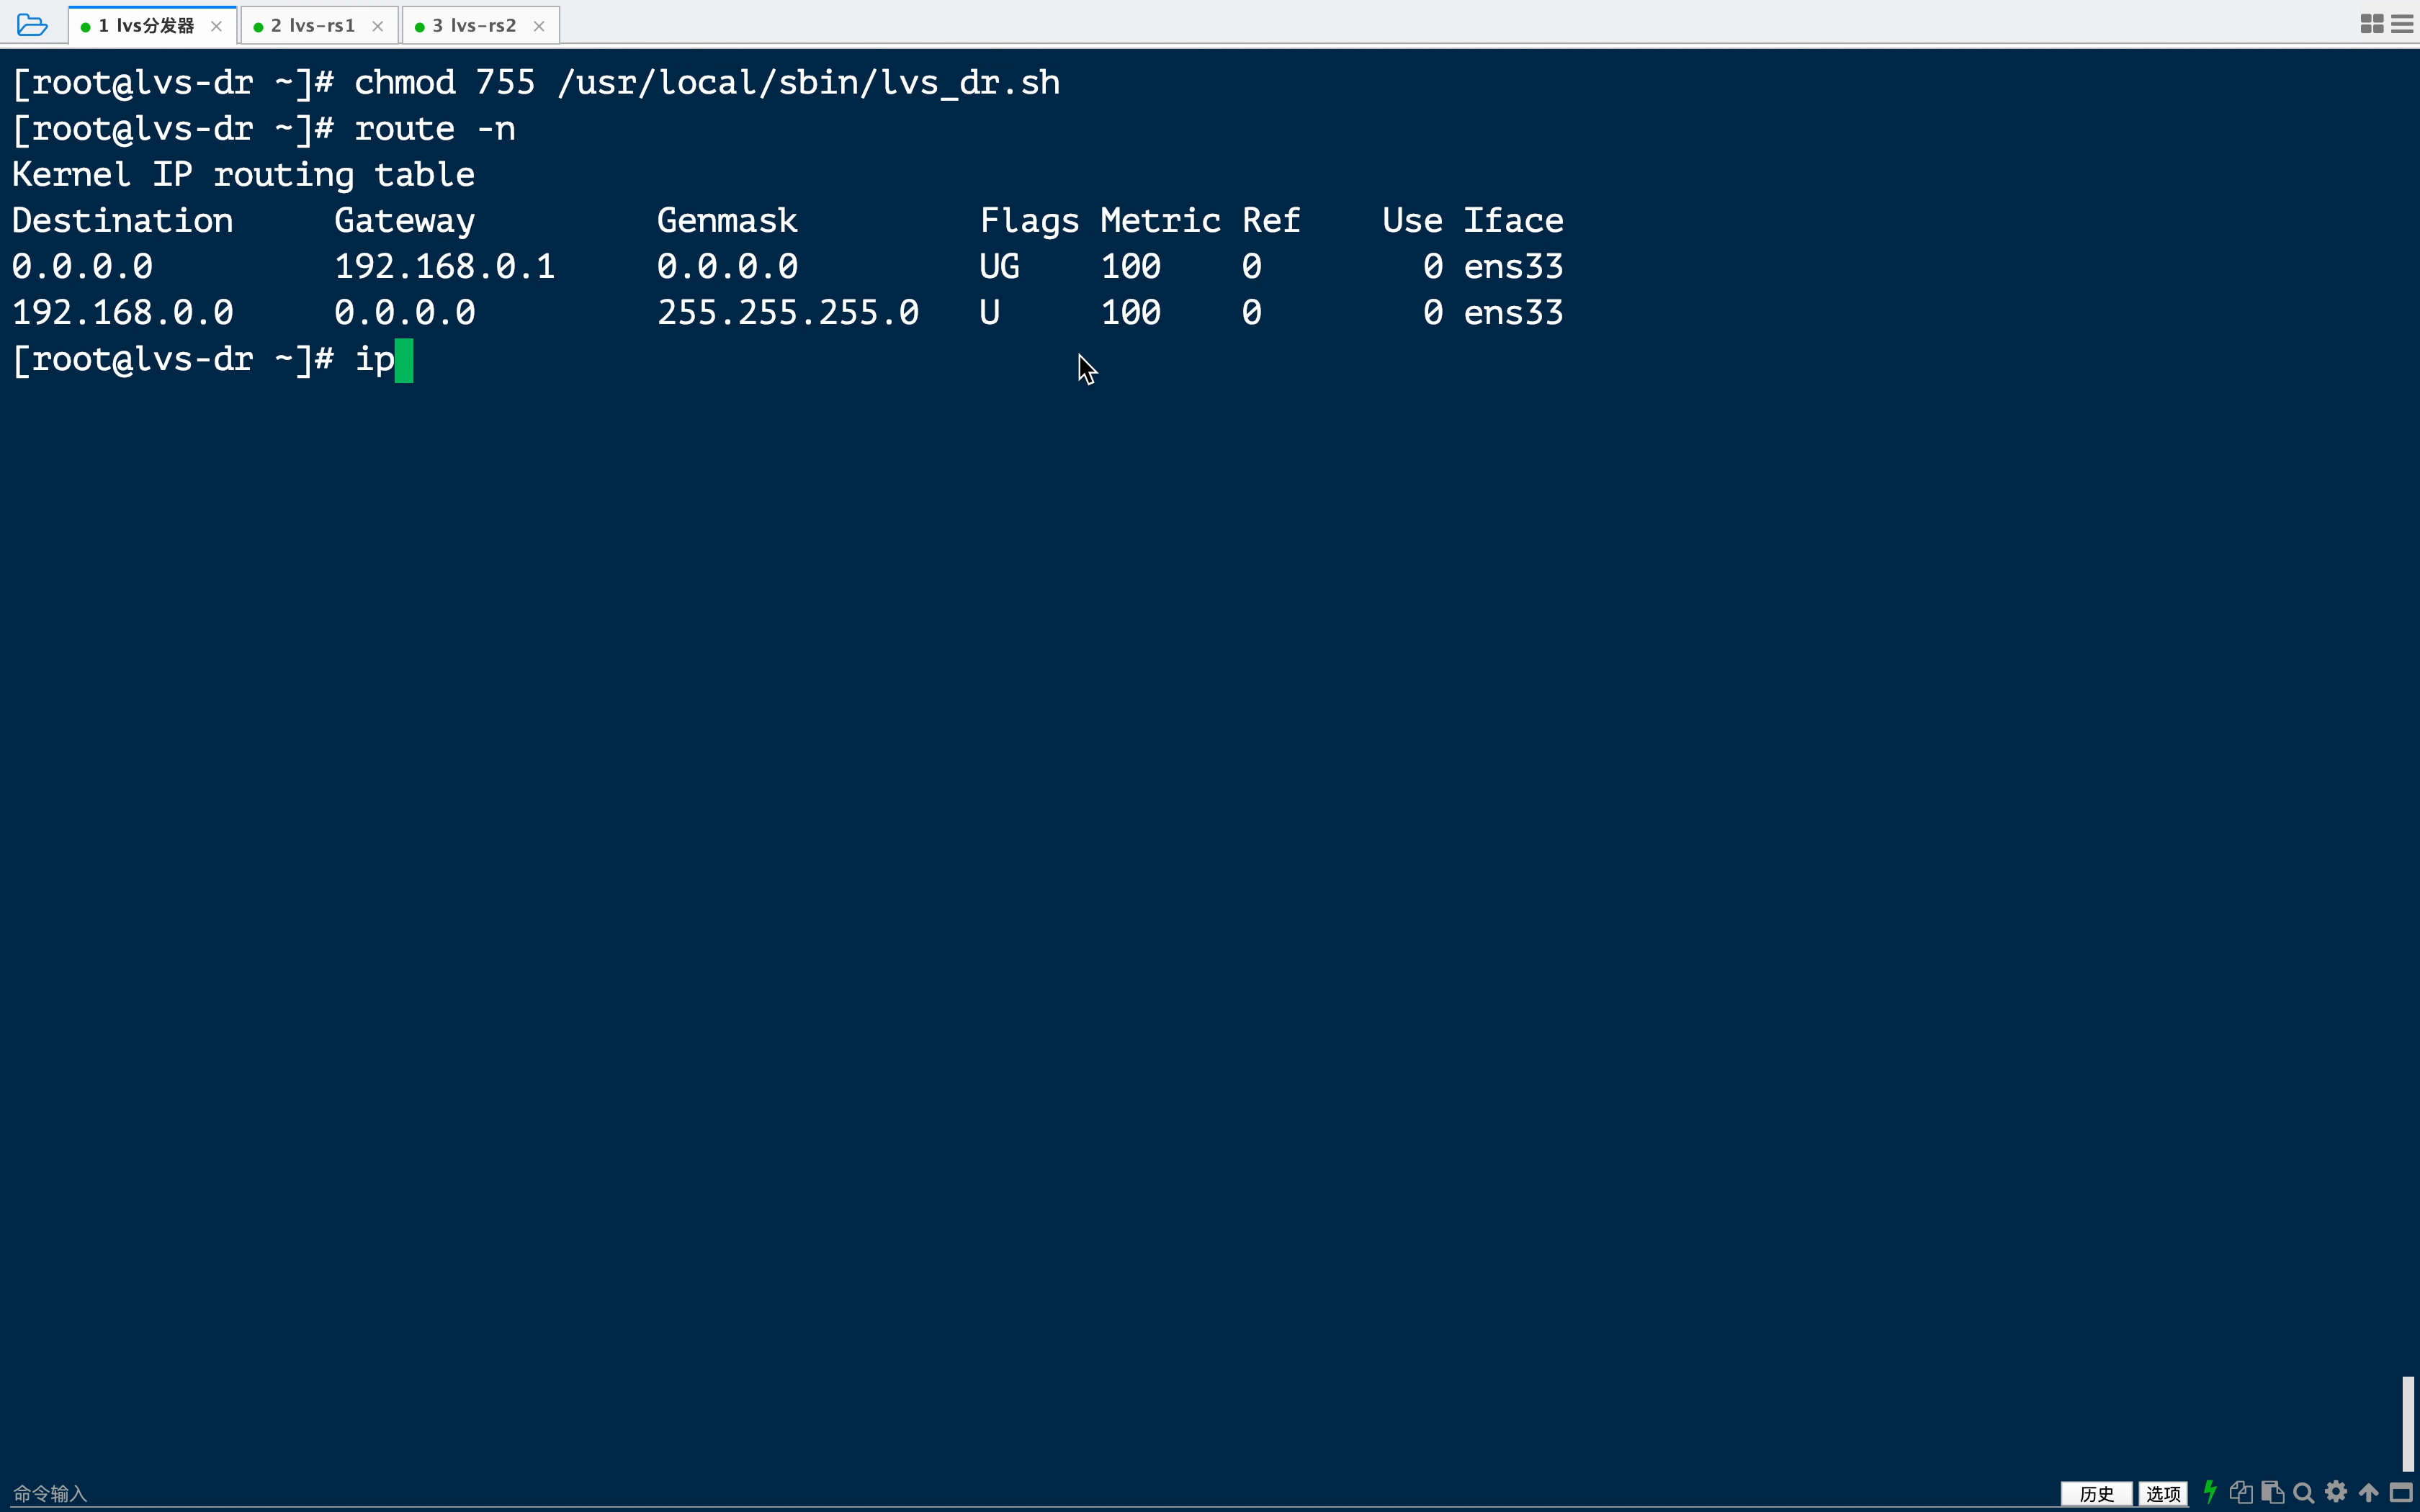 1 lvs分发器 2 lvs-rs1 3 lvs-rs2
[root@lvs-dr ~]# chmod 755 /usr/local/sbin/lvs_dr.sh
[root@lvs-dr ~]# route -n
Kernel IP routing table
Destination     Gateway         Genmask         Flags Metric Ref    Use Iface
0.0.0.0         192.168.0.1     0.0.0.0         UG    100    0        0 ens33
192.168.0.0     0.0.0.0         255.255.255.0   U     100    0        0 ens33
[root@lvs-dr ~]# ip
命令输入 历史 选项